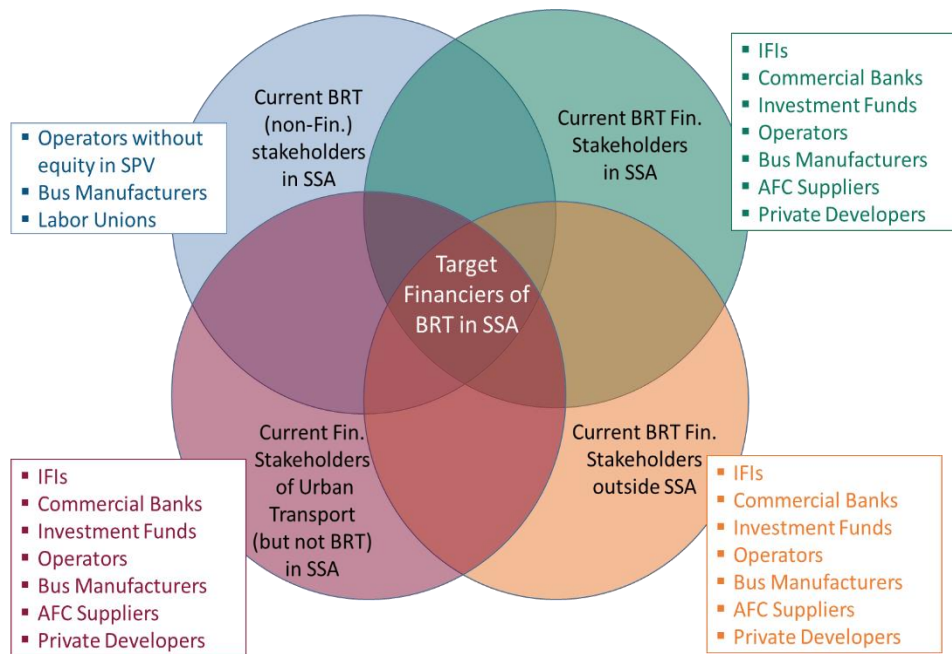 Current BRT
(non-Fin.)
stakeholders
in SSA
Current BRT Fin.
Stakeholders
in SSA
▪ IFIs
▪ Commercial Banks
▪ Investment Funds
▪ Operators
▪ Bus Manufacturers
▪ AFC Suppliers
▪ Private Developers
▪ Operators without
equity in SPV
▪ Bus Manufacturers
▪ Labor Unions
Target
Financiers of
BRT in SSA
Current Fin.
Stakeholders
of Urban
Transport
(but not BRT)
in SSA
Current BRT Fin.
Stakeholders
outside SSA
▪ IFIs
▪ Commercial Banks
▪ Investment Funds
▪ Operators
▪ Bus Manufacturers
▪ AFC Suppliers
▪ Private Developers
▪ IFIs
▪ Commercial Banks
▪ Investment Funds
▪ Operators
▪ Bus Manufacturers
▪ AFC Suppliers
▪ Private Developers